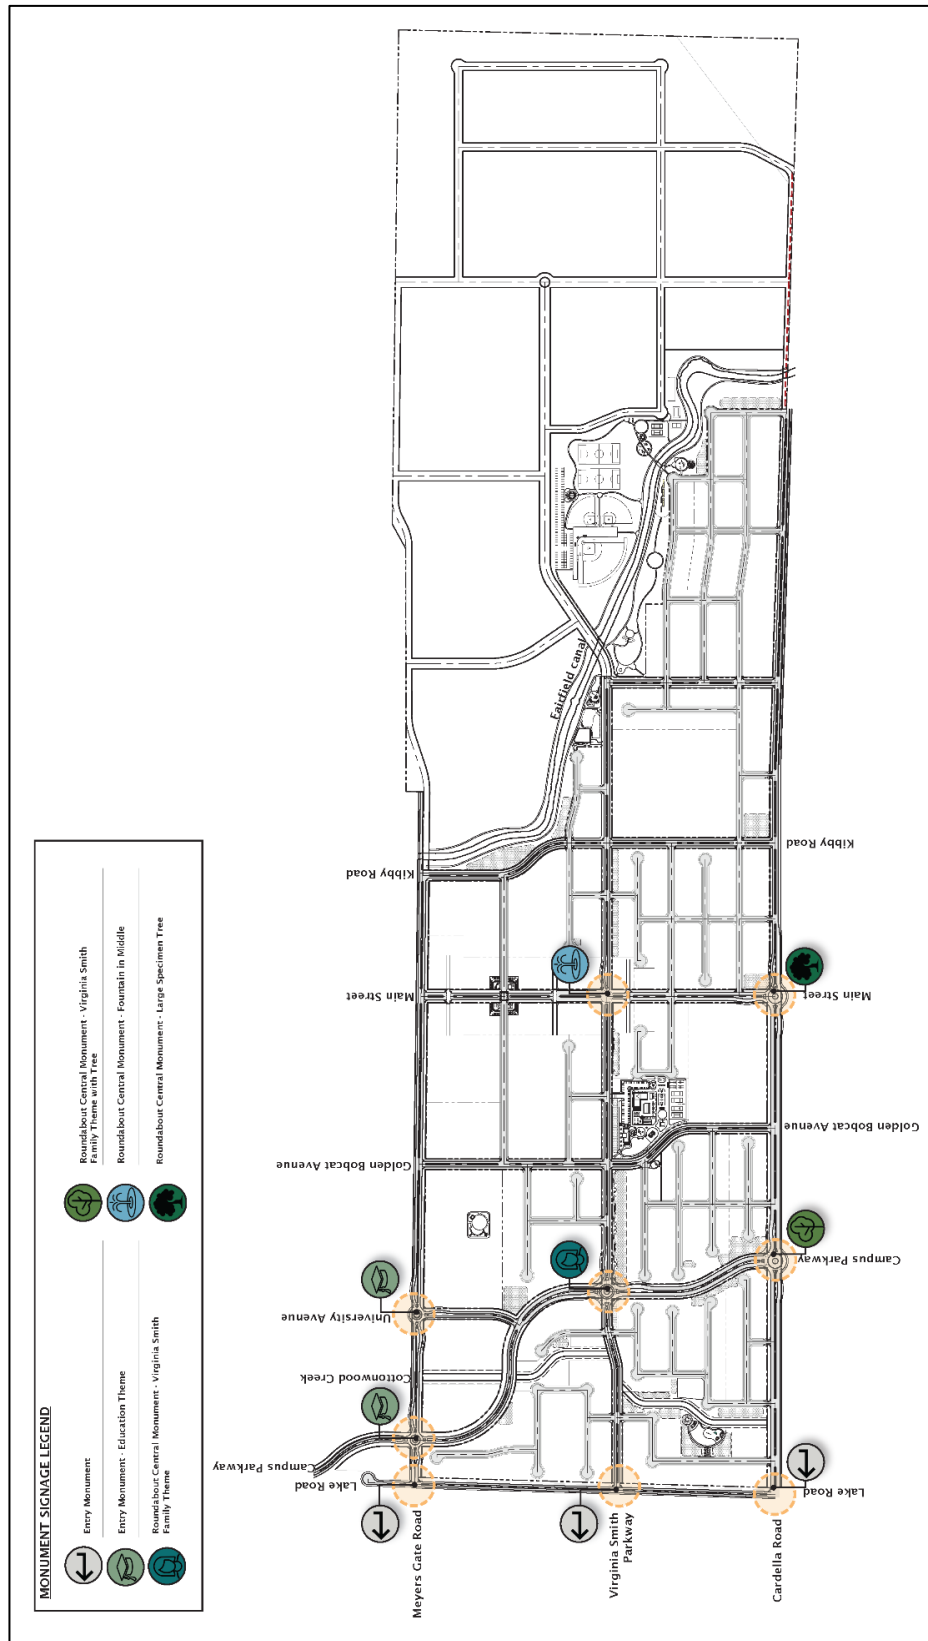 MONUMENT SIGNAGE LEGEND
Entry Monument
Entry Monument - Education Theme
Roundabout Central Monument - Virginia Smith
Family Theme
Roundabout Central Monument - Virginia Smith
Family Theme with Tree
Roundabout Central Monument - Fountain in Middle
Roundabout Central Monument - Large Specimen Tree
Fairfield canal
Kibby Road
Kibby Road
Main Street
Main Street
Golden Bobcat Avenue
Golden Bobcat Avenue
University Avenue
Cottonwood Creek
Campus Parkway
Campus Parkway
Lake Road
Lake Road
Meyers Gate Road
Virginia Smith
Parkway
Cardella Road